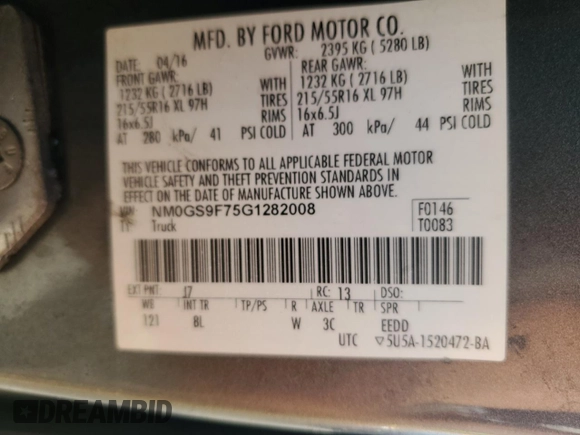 MFD. BY FORD MOTOR CO.
DATE: 04/16 GVWR: 2395 KG (5280 LB)
FRONT GAWR: REAR GAWR:
1232 KG (2716 LB) WITH 1232 KG (2716 LB) WITH
215/55R16 XL 97H TIRES 215/55R16 XL 97H TIRES
16x6.5J RIMS 16x6.5J RIMS
AT 280 kPa/ 41 PSI COLD AT 300 kPa/ 44 PSI COLD
THIS VEHICLE CONFORMS TO ALL APPLICABLE FEDERAL MOTOR
VEHICLE SAFETY AND THEFT PREVENTION STANDARDS IN
EFFECT ON THE DATE OF MANUFACTURE SHOWN ABOVE.
VIN: NM0GS9F75G1282008 F0146
Truck T0083
EXT PNT: J7 RC: 13 DSO:
WB INT TR TP/PS R AXLE TR SPR
121 BL W 3C EEDD
UTC ▽5U5A-1520472-BA
DREAMBID